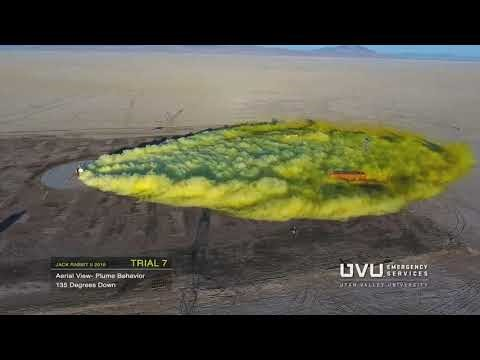 JACK RABBIT II 2016 TRIAL 7
Aerial View- Plume Behavior
135 Degrees Down
UVU EMERGENCY SERVICES
UTAH VALLEY UNIVERSITY